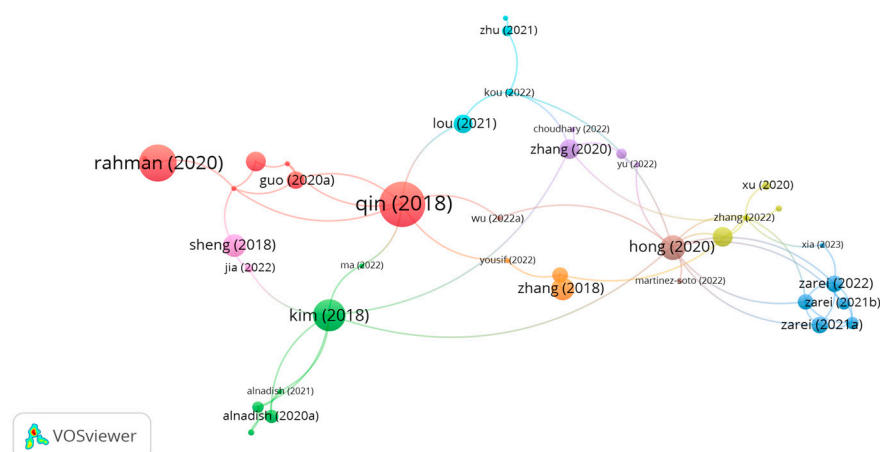 zhu (2021)
kou (2022)
lou (2021)
choudhary (2022)
zhang (2020)
yu (2022)
rahman (2020)
guo (2020a)
qin (2018)
xu (2020)
wu (2022a)
zhang (2022)
sheng (2018)
hong (2020)
xia (2023)
jia (2022)
ma (2022)
yousif (2022)
martinez-soto (2022)
zarei (2022)
zhang (2018)
zarei (2021b)
kim (2018)
zarei (2021a)
alnadish (2021)
alnadish (2020a)
VOSviewer